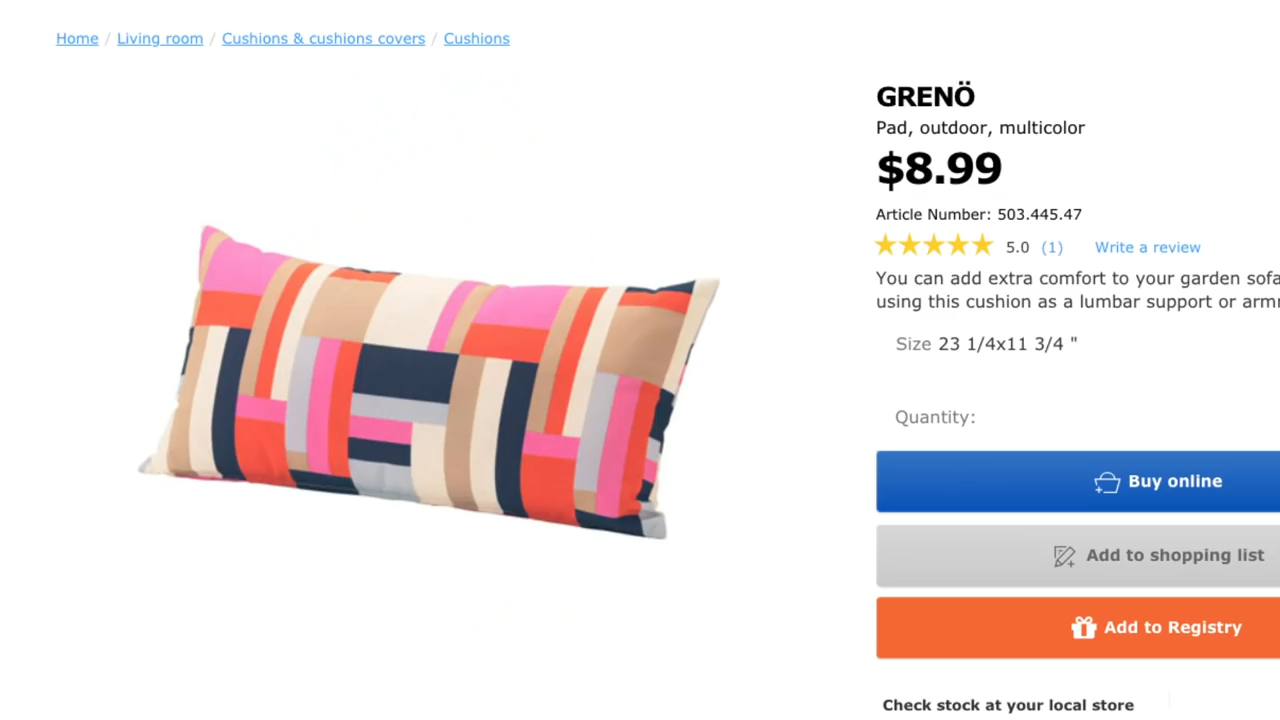 Home / Living room / Cushions & cushions covers / Cushions
GRENÖ
Pad, outdoor, multicolor
$8.99
Article Number: 503.445.47
5.0 (1) Write a review
You can add extra comfort to your garden sofa
using this cushion as a lumbar support or
Size 23 1/4x11 3/4 "
Quantity:
Buy online
Add to shopping list
Add to Registry
Check stock at your local store